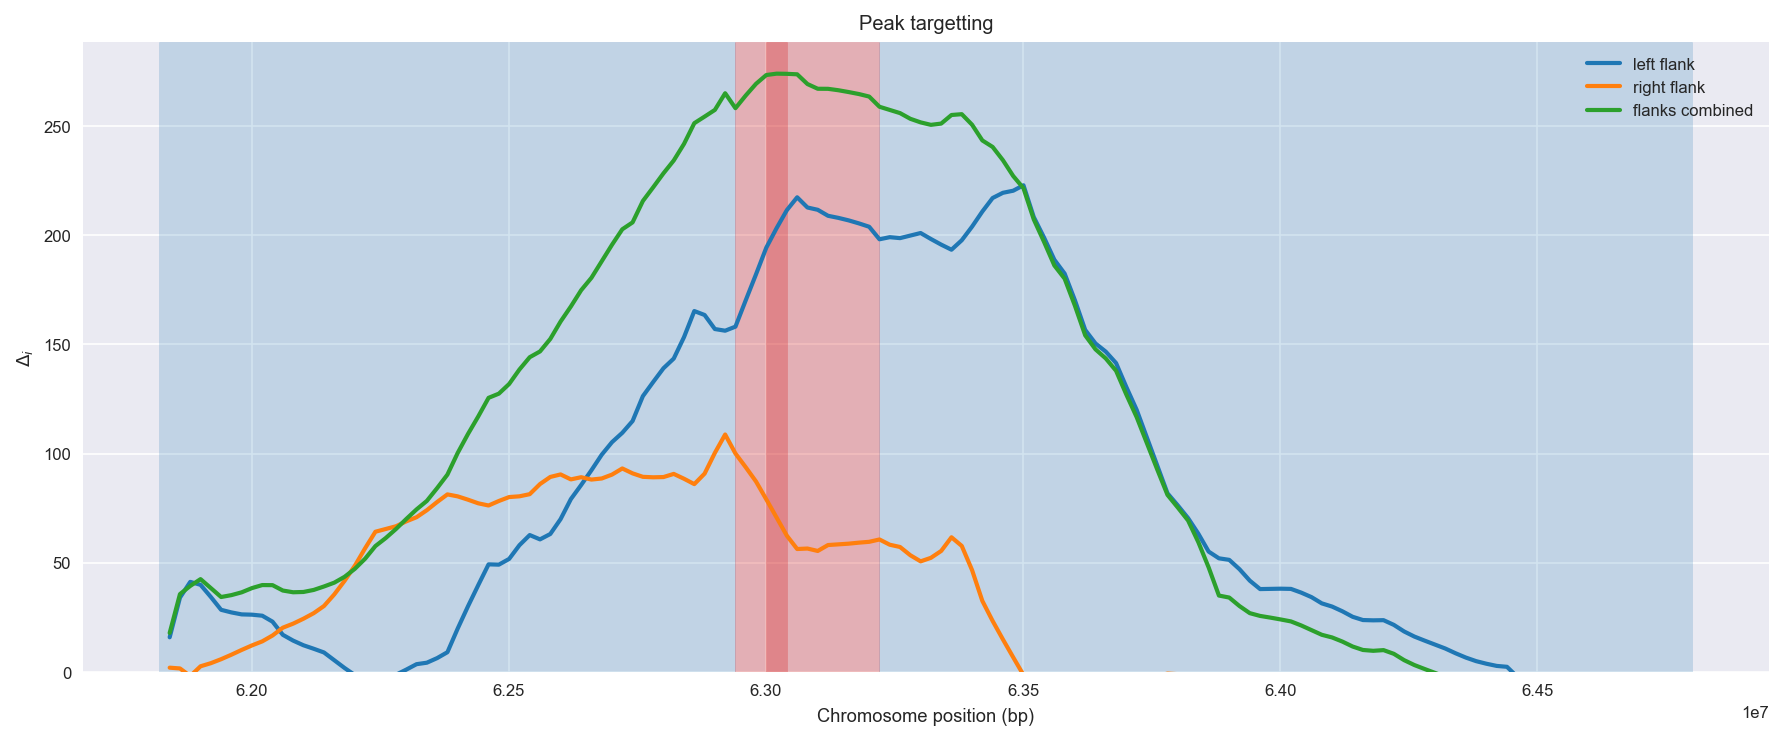 Peak targetting
left flank
right flank
flanks combined
Δi
250
200
150
100
50
0
6.20 6.25 6.30 6.35 6.40 6.45
1e7
Chromosome position (bp)